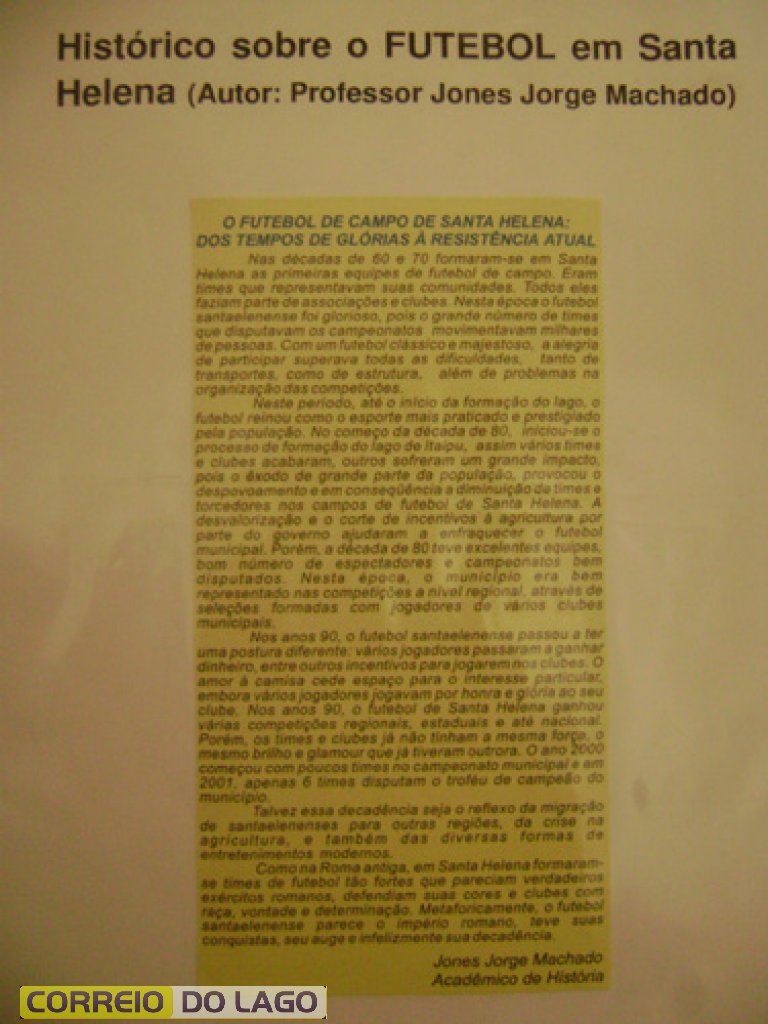 Histórico sobre o FUTEBOL em Santa
Helena (Autor: Professor Jones Jorge Machado)
O FUTEBOL DE CAMPO DE SANTA HELENA:
DOS TEMPOS DE GLÓRIAS À RESISTÊNCIA ATUAL
Nas décadas de 60 e 70 formaram-se em Santa
Helena as primeiras equipes de futebol de campo. Eram
times que representavam suas comunidades. Todos eles
faziam parte de associações e clubes. Nesta época o futebol
santaelenense foi glorioso, pois o grande número de times
que disputavam os campeonatos movimentavam milhares
de pessoas. Com um futebol clássico e majestoso, a alegria
de participar superava todas as dificuldades, tanto de
transportes, como de estrutura, além de problemas na
organização das competições.
Neste período, até o início da formação do lago, o
futebol reinou como o esporte mais praticado e prestigiado
pela população. No começo da década de 80, iniciou-se o
processo de formação do lago de Itaipu, assim vários times
e clubes acabaram, outros sofreram um grande impacto,
pois o êxodo de grande parte da população, provocou o
despovoamento e em conseqüência a diminuição de times e
torcedores nos campos de futebol de Santa Helena. A
desvalorização e o corte de incentivos à agricultura por
parte do governo ajudaram a enfraquecer o futebol
municipal. Porém, a década de 80 teve excelentes equipes,
bom número de espectadores e campeonatos bem
disputados. Nesta época, o município era bem
representado nas competições a nível regional, através de
seleções formadas com jogadores de vários clubes
municipais.
Nos anos 90, o futebol santaelenense passou a ter
uma postura diferente: vários jogadores passaram a ganhar
dinheiro, entre outros incentivos para jogarem nos clubes. O
amor à camisa cede espaço para o interesse particular,
embora vários jogadores jogavam por honra e glória ao seu
clube. Nos anos 90, o futebol de Santa Helena ganhou
várias competições regionais, estaduais e até nacional.
Porém, os times e clubes já não tinham a mesma força, o
mesmo brilho e glamour que já tiveram outrora. O ano 2000
começou com poucos times no campeonato municipal e em
2001, apenas 6 times disputam o troféu de campeão do
município.
Talvez essa decadência seja o reflexo da migração
de santaelenenses para outras regiões, da crise na
agricultura, e também das diversas formas de
entretenimentos modernos.
Como na Roma antiga, em Santa Helena formaram-
se times de futebol tão fortes que pareciam verdadeiros
exércitos romanos, defendiam suas cores e clubes com
raça, vontade e determinação. Metaforicamente, o futebol
santaelenense parece o império romano, teve suas
conquistas, seu auge e infelizmente sua decadência.
Jones Jorge Machado
Acadêmico de História
CORREIO DO LAGO